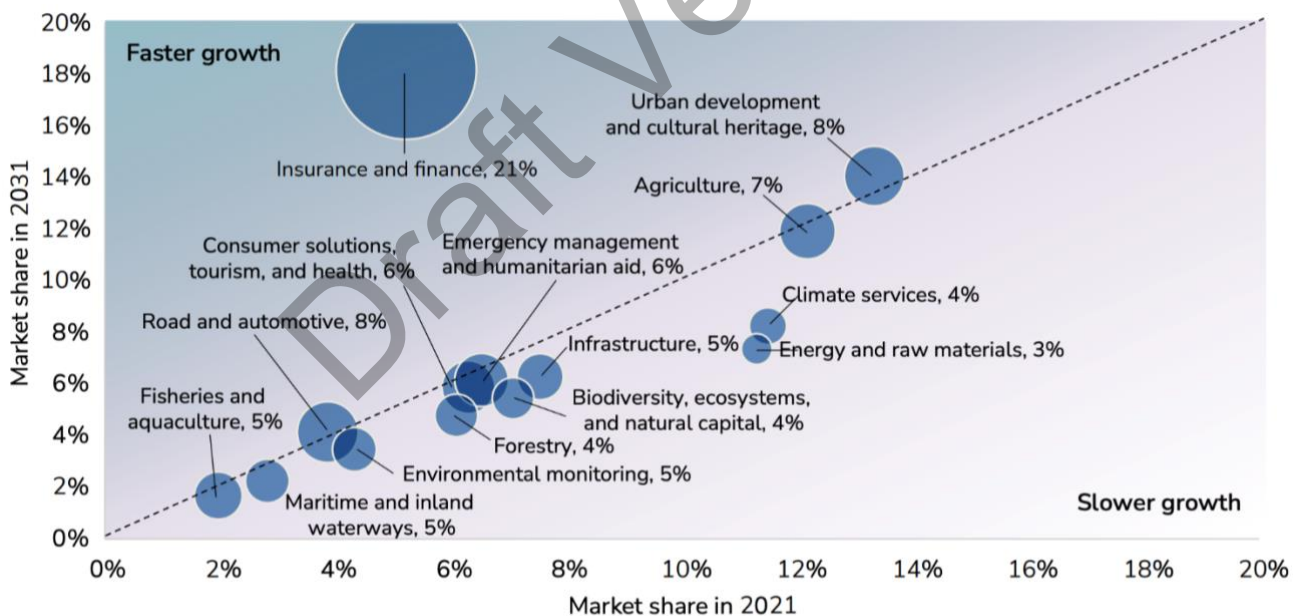 20%
18%
16%
14%
12%
10%
8%
6%
4%
2%
0%
Market share in 2031
Faster growth
Insurance and finance, 21%
Urban development
and cultural heritage, 8%
Agriculture, 7%
Consumer solutions,
tourism, and health, 6%
Emergency management
and humanitarian aid, 6%
Climate services, 4%
Road and automotive, 8%
Infrastructure, 5%
Energy and raw materials, 3%
Fisheries and
aquaculture, 5%
Biodiversity, ecosystems,
and natural capital, 4%
Forestry, 4%
Environmental monitoring, 5%
Maritime and inland
waterways, 5%
Slower growth
0% 2% 4% 6% 8% 10% 12% 14% 16% 18% 20%
Market share in 2021
Draft Ve